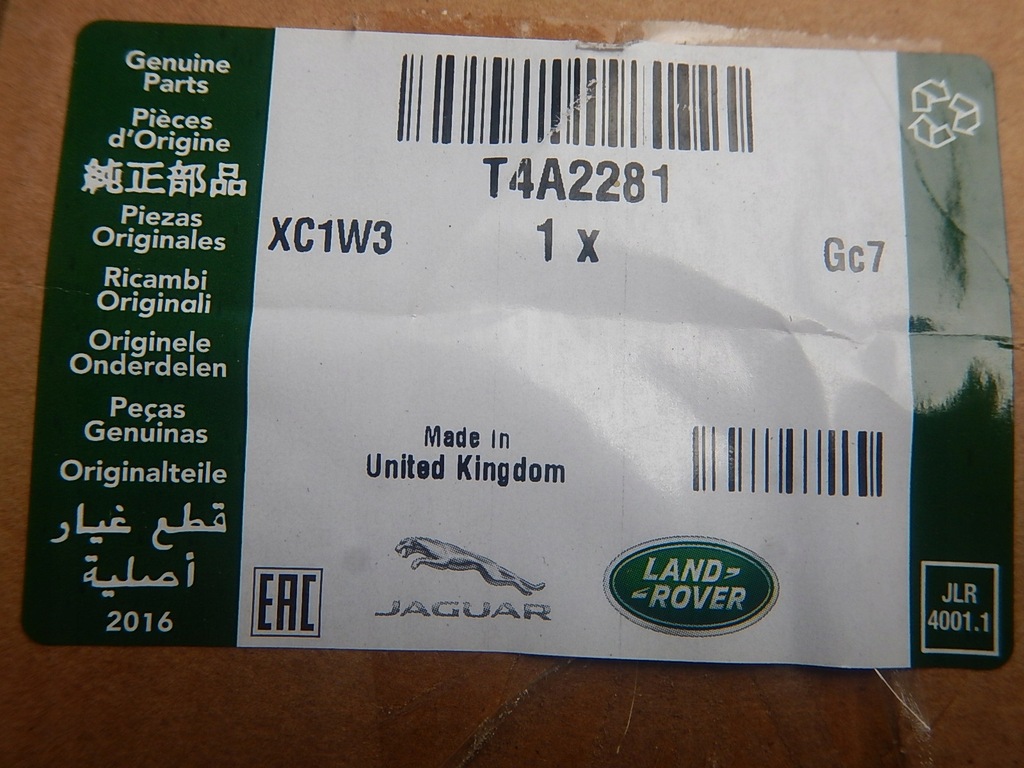 Genuine
Parts
Pièces
d'Origine
純正部品
Piezas
Originales
Ricambi
Originali
Originele
Onderdelen
Peças
Genuinas
Originalteile
قطع غيار
أصلية
2016
T4A2281
XC1W3
1 x
Gc7
Made in
United Kingdom
EAC
JAGUAR
LAND-
-ROVER
JLR
4001.1